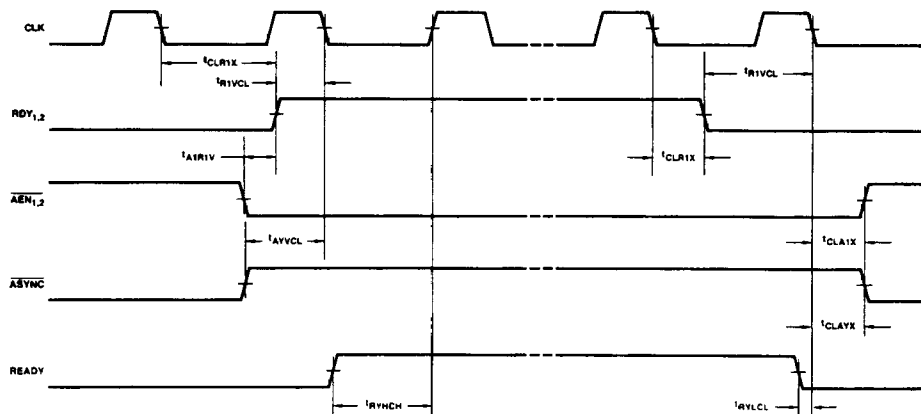 CLK
tCLR1X
tR1VCL
tR1VCL
RDY1,2
tA1R1V
tCLR1X
AEN1,2
tAYVCL
tCLA1X
ASYNC
tCLAYX
READY
tRYHCH
tRYLCL